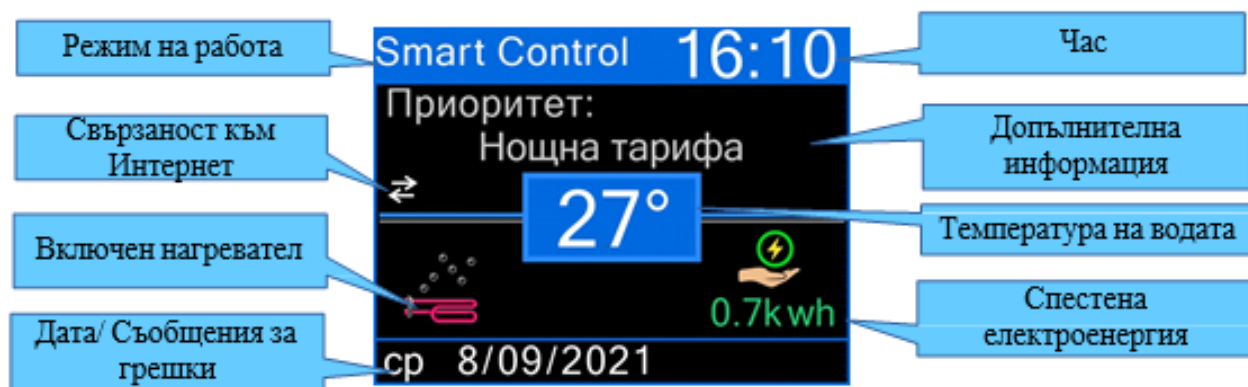 Режим на работа
Smart Control 16:10
Час
Приоритет:
Нощна тарифа
Свързаност към
Интернет
Допълнителна
информация
27°
Температура на водата
Включен нагревател
0.7kwh
Спестена
електроенергия
Дата/ Съобщения за
грешки
ср 8/09/2021